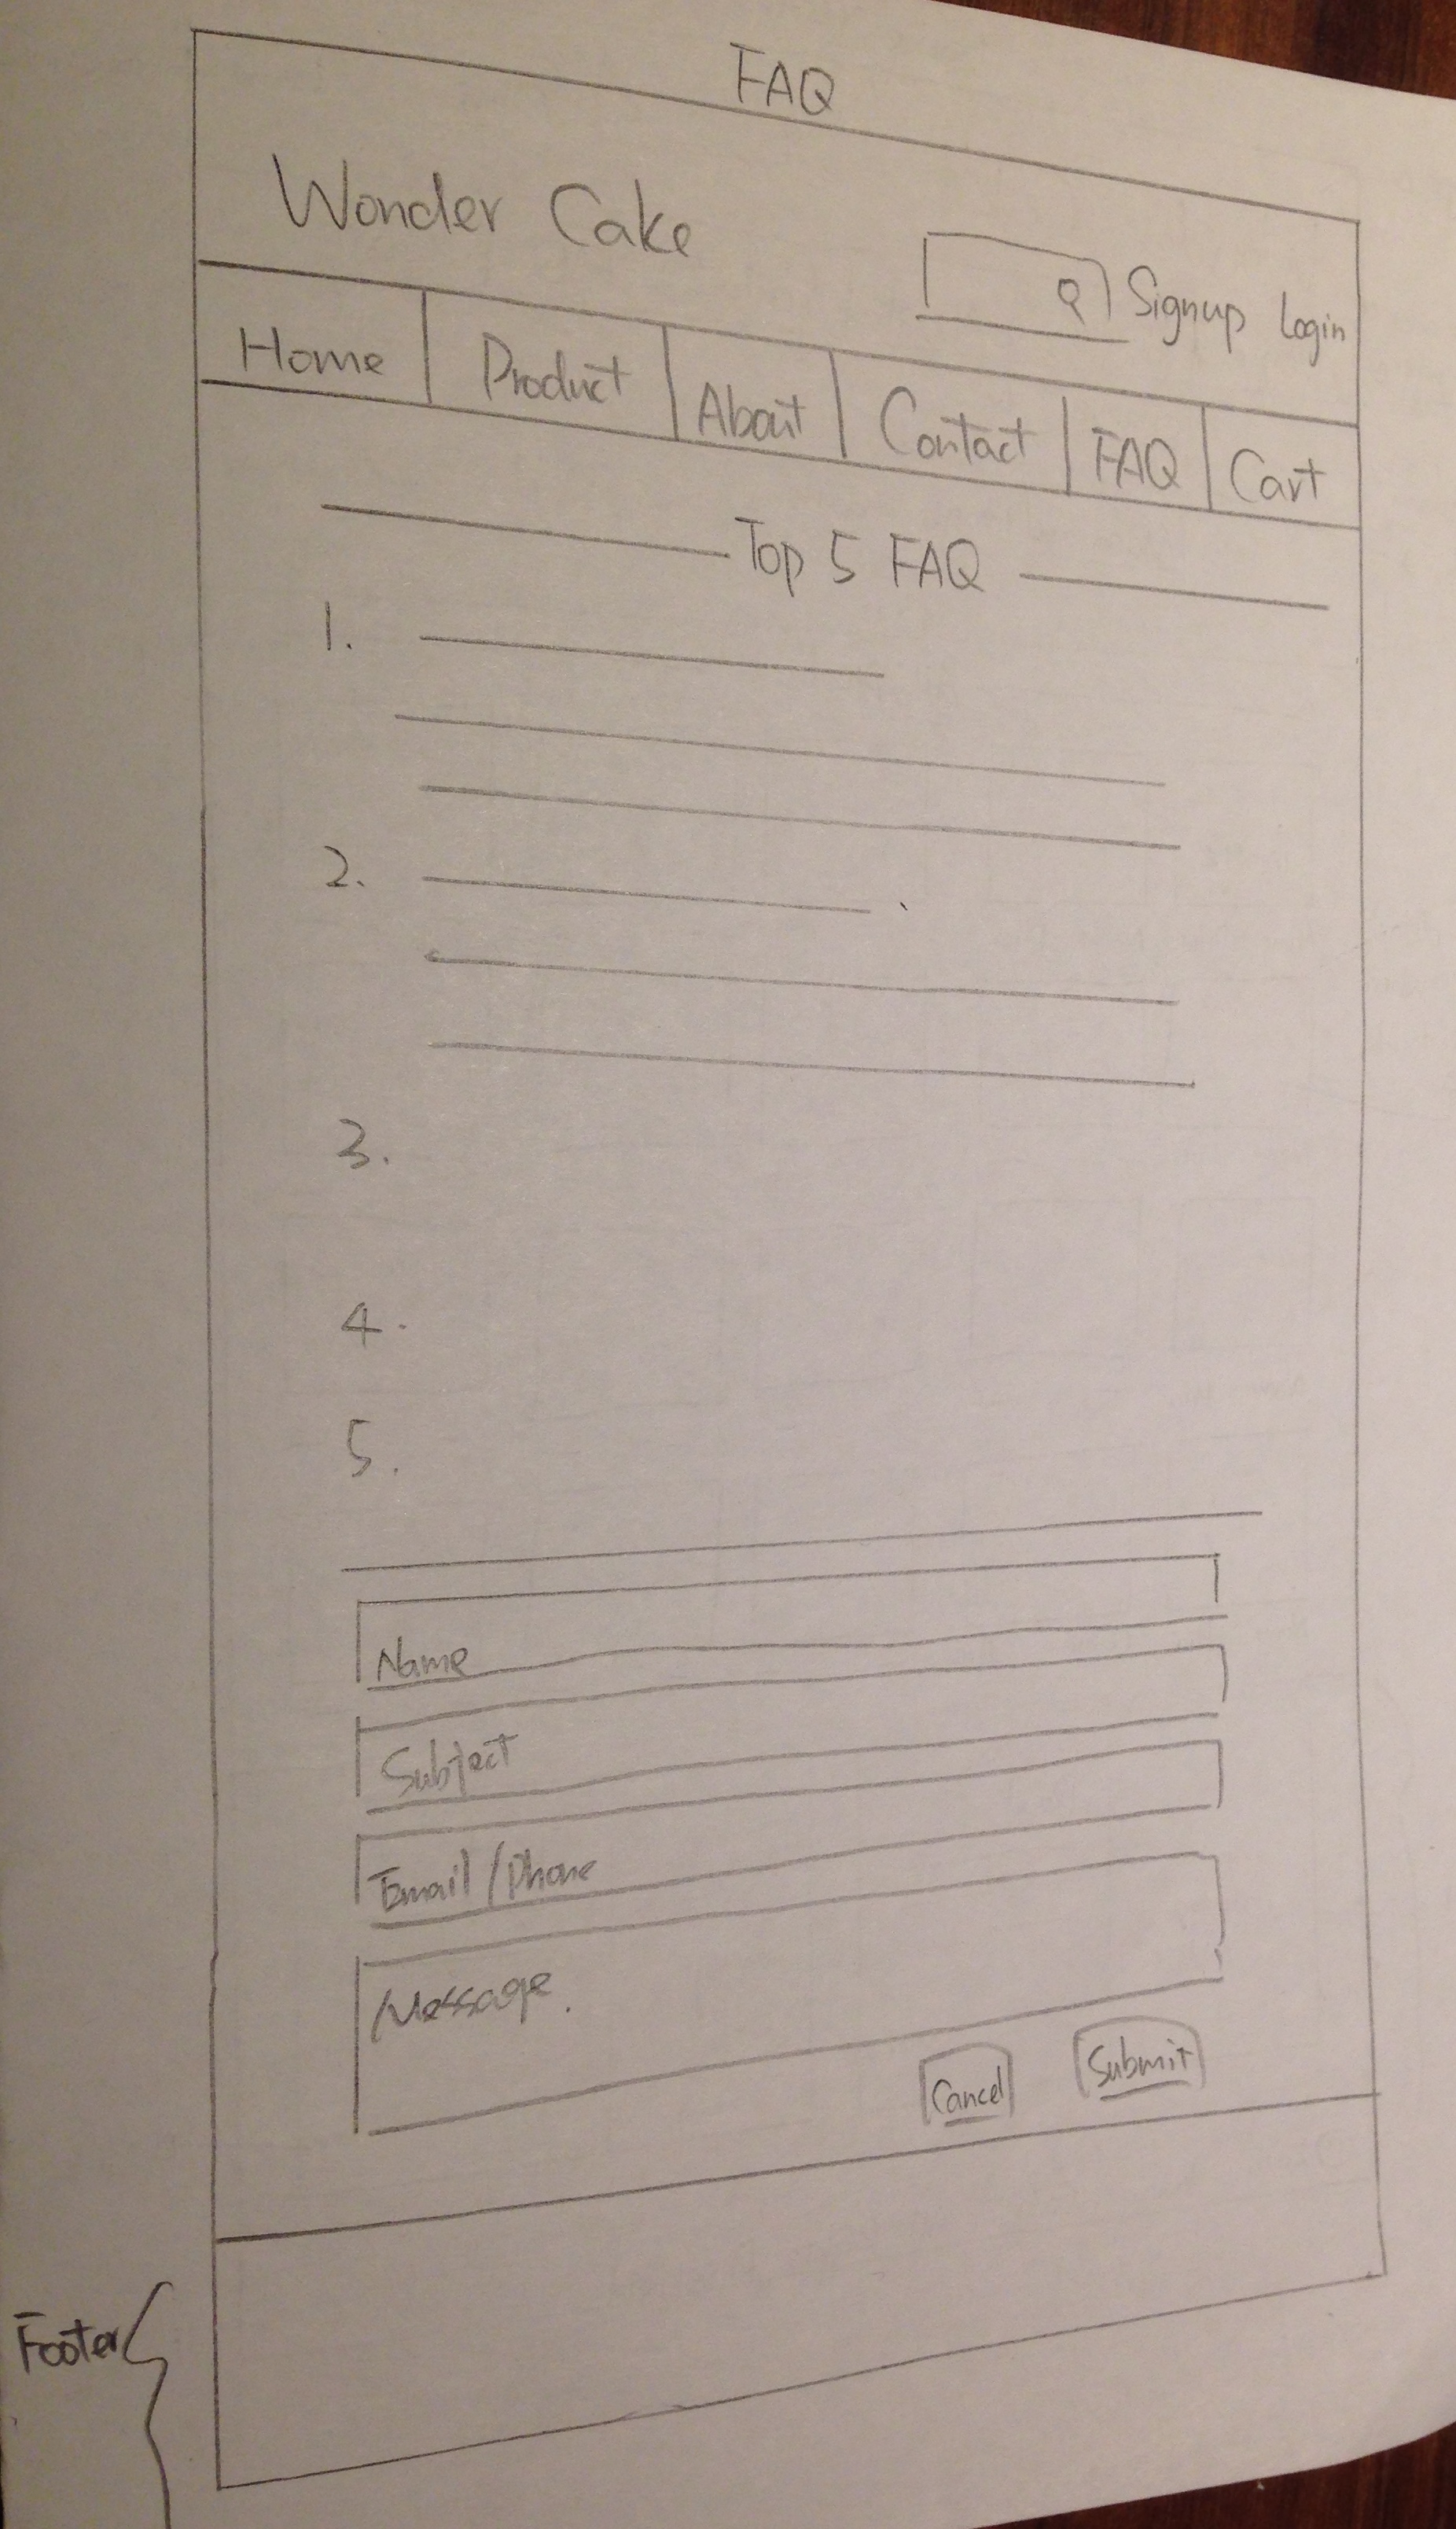 FAQ
Wonder Cake
Signup Login
Home Product About Contact FAQ Cart
Top 5 FAQ
1.
2.
3.
4.
5.
Name
Subject
Email/Phone
Message.
Cancel Submit
Footer